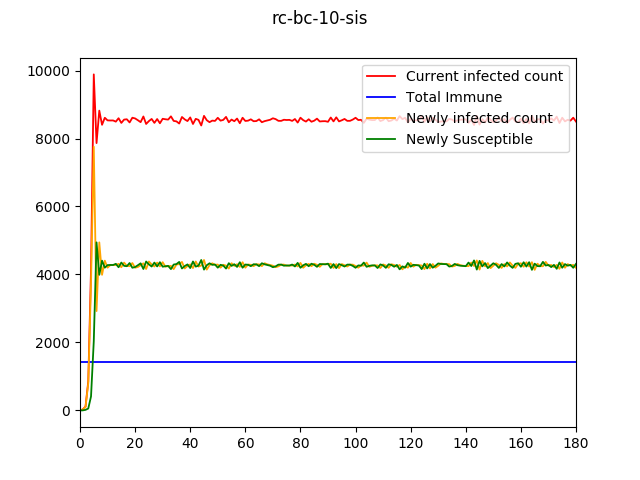 rc-bc-10-sis
Current infected count
Total Immune
Newly infected count
Newly Susceptible
10000
8000
6000
4000
2000
0
0 20 40 60 80 100 120 140 160 180